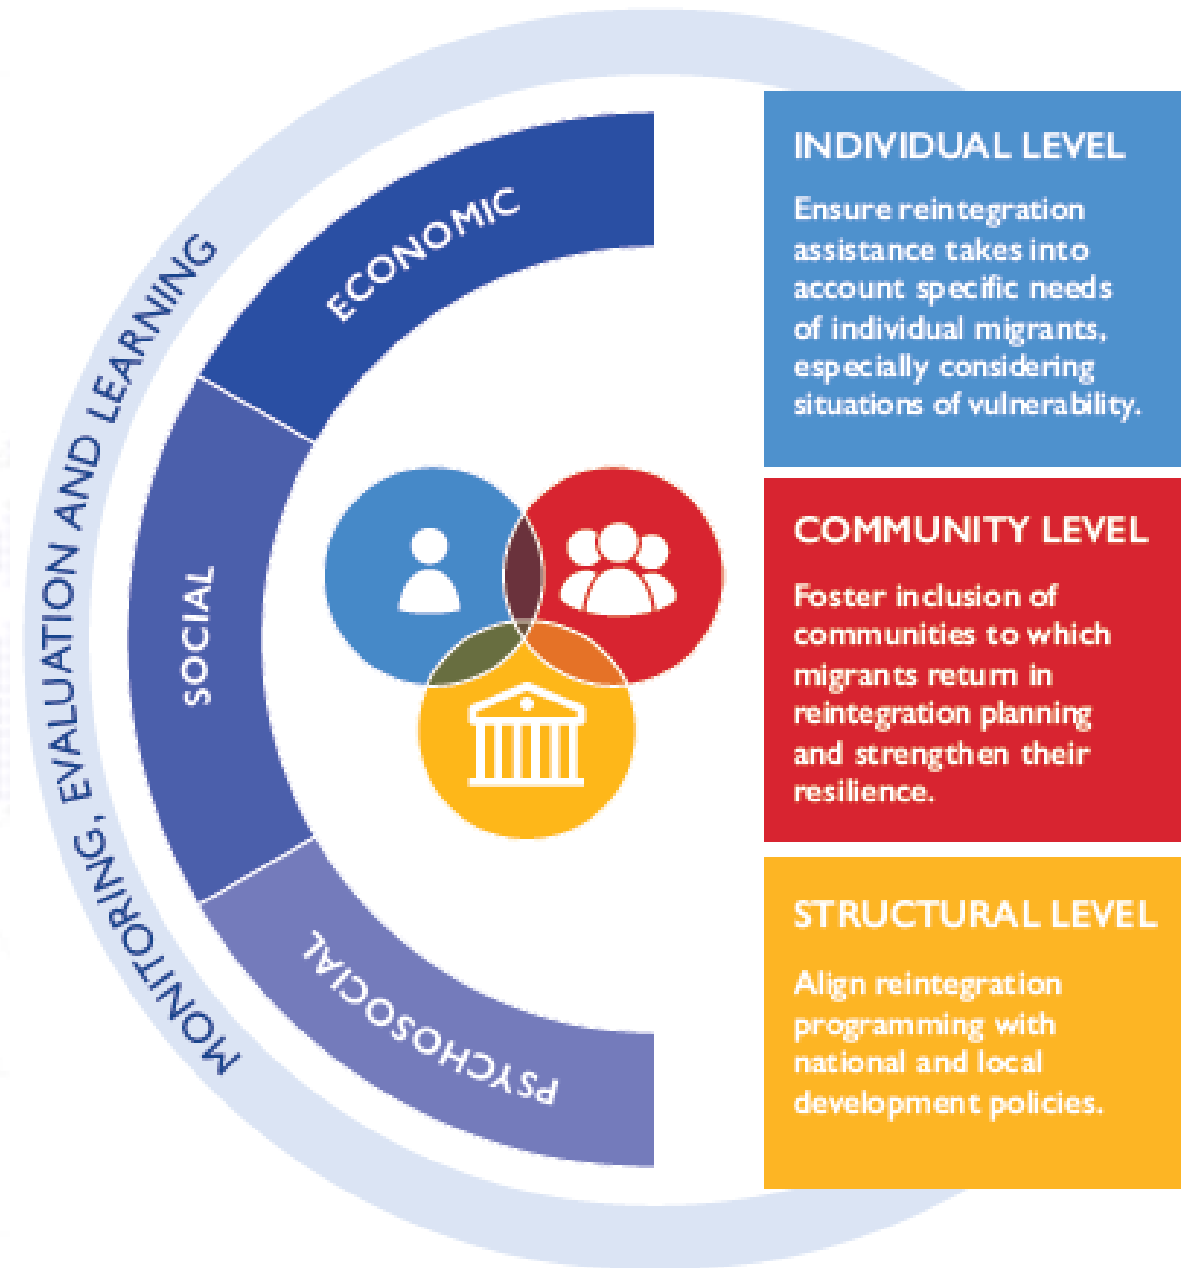 MONITORING, EVALUATION AND LEARNING
ECONOMIC
SOCIAL
PSYCHOSOCIAL
INDIVIDUAL LEVEL
Ensure reintegration
assistance takes into
account specific needs
of individual migrants,
especially considering
situations of vulnerability.
COMMUNITY LEVEL
Foster inclusion of
communities to which
migrants return in
reintegration planning
and strengthen their
resilience.
STRUCTURAL LEVEL
Align reintegration
programming with
national and local
development policies.